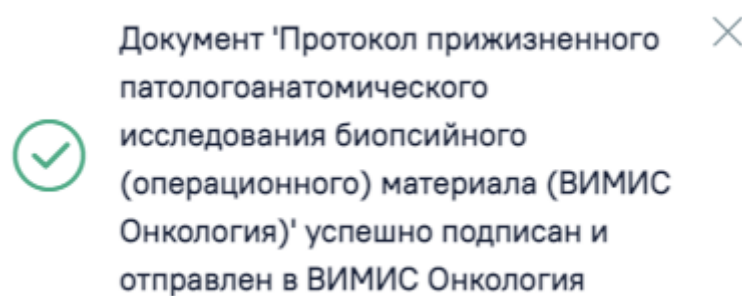 Документ 'Протокол прижизненного
патологоанатомического
исследования биопсийного
(операционного) материала (ВИМИС
Онкология)' успешно подписан и
отправлен в ВИМИС Онкология